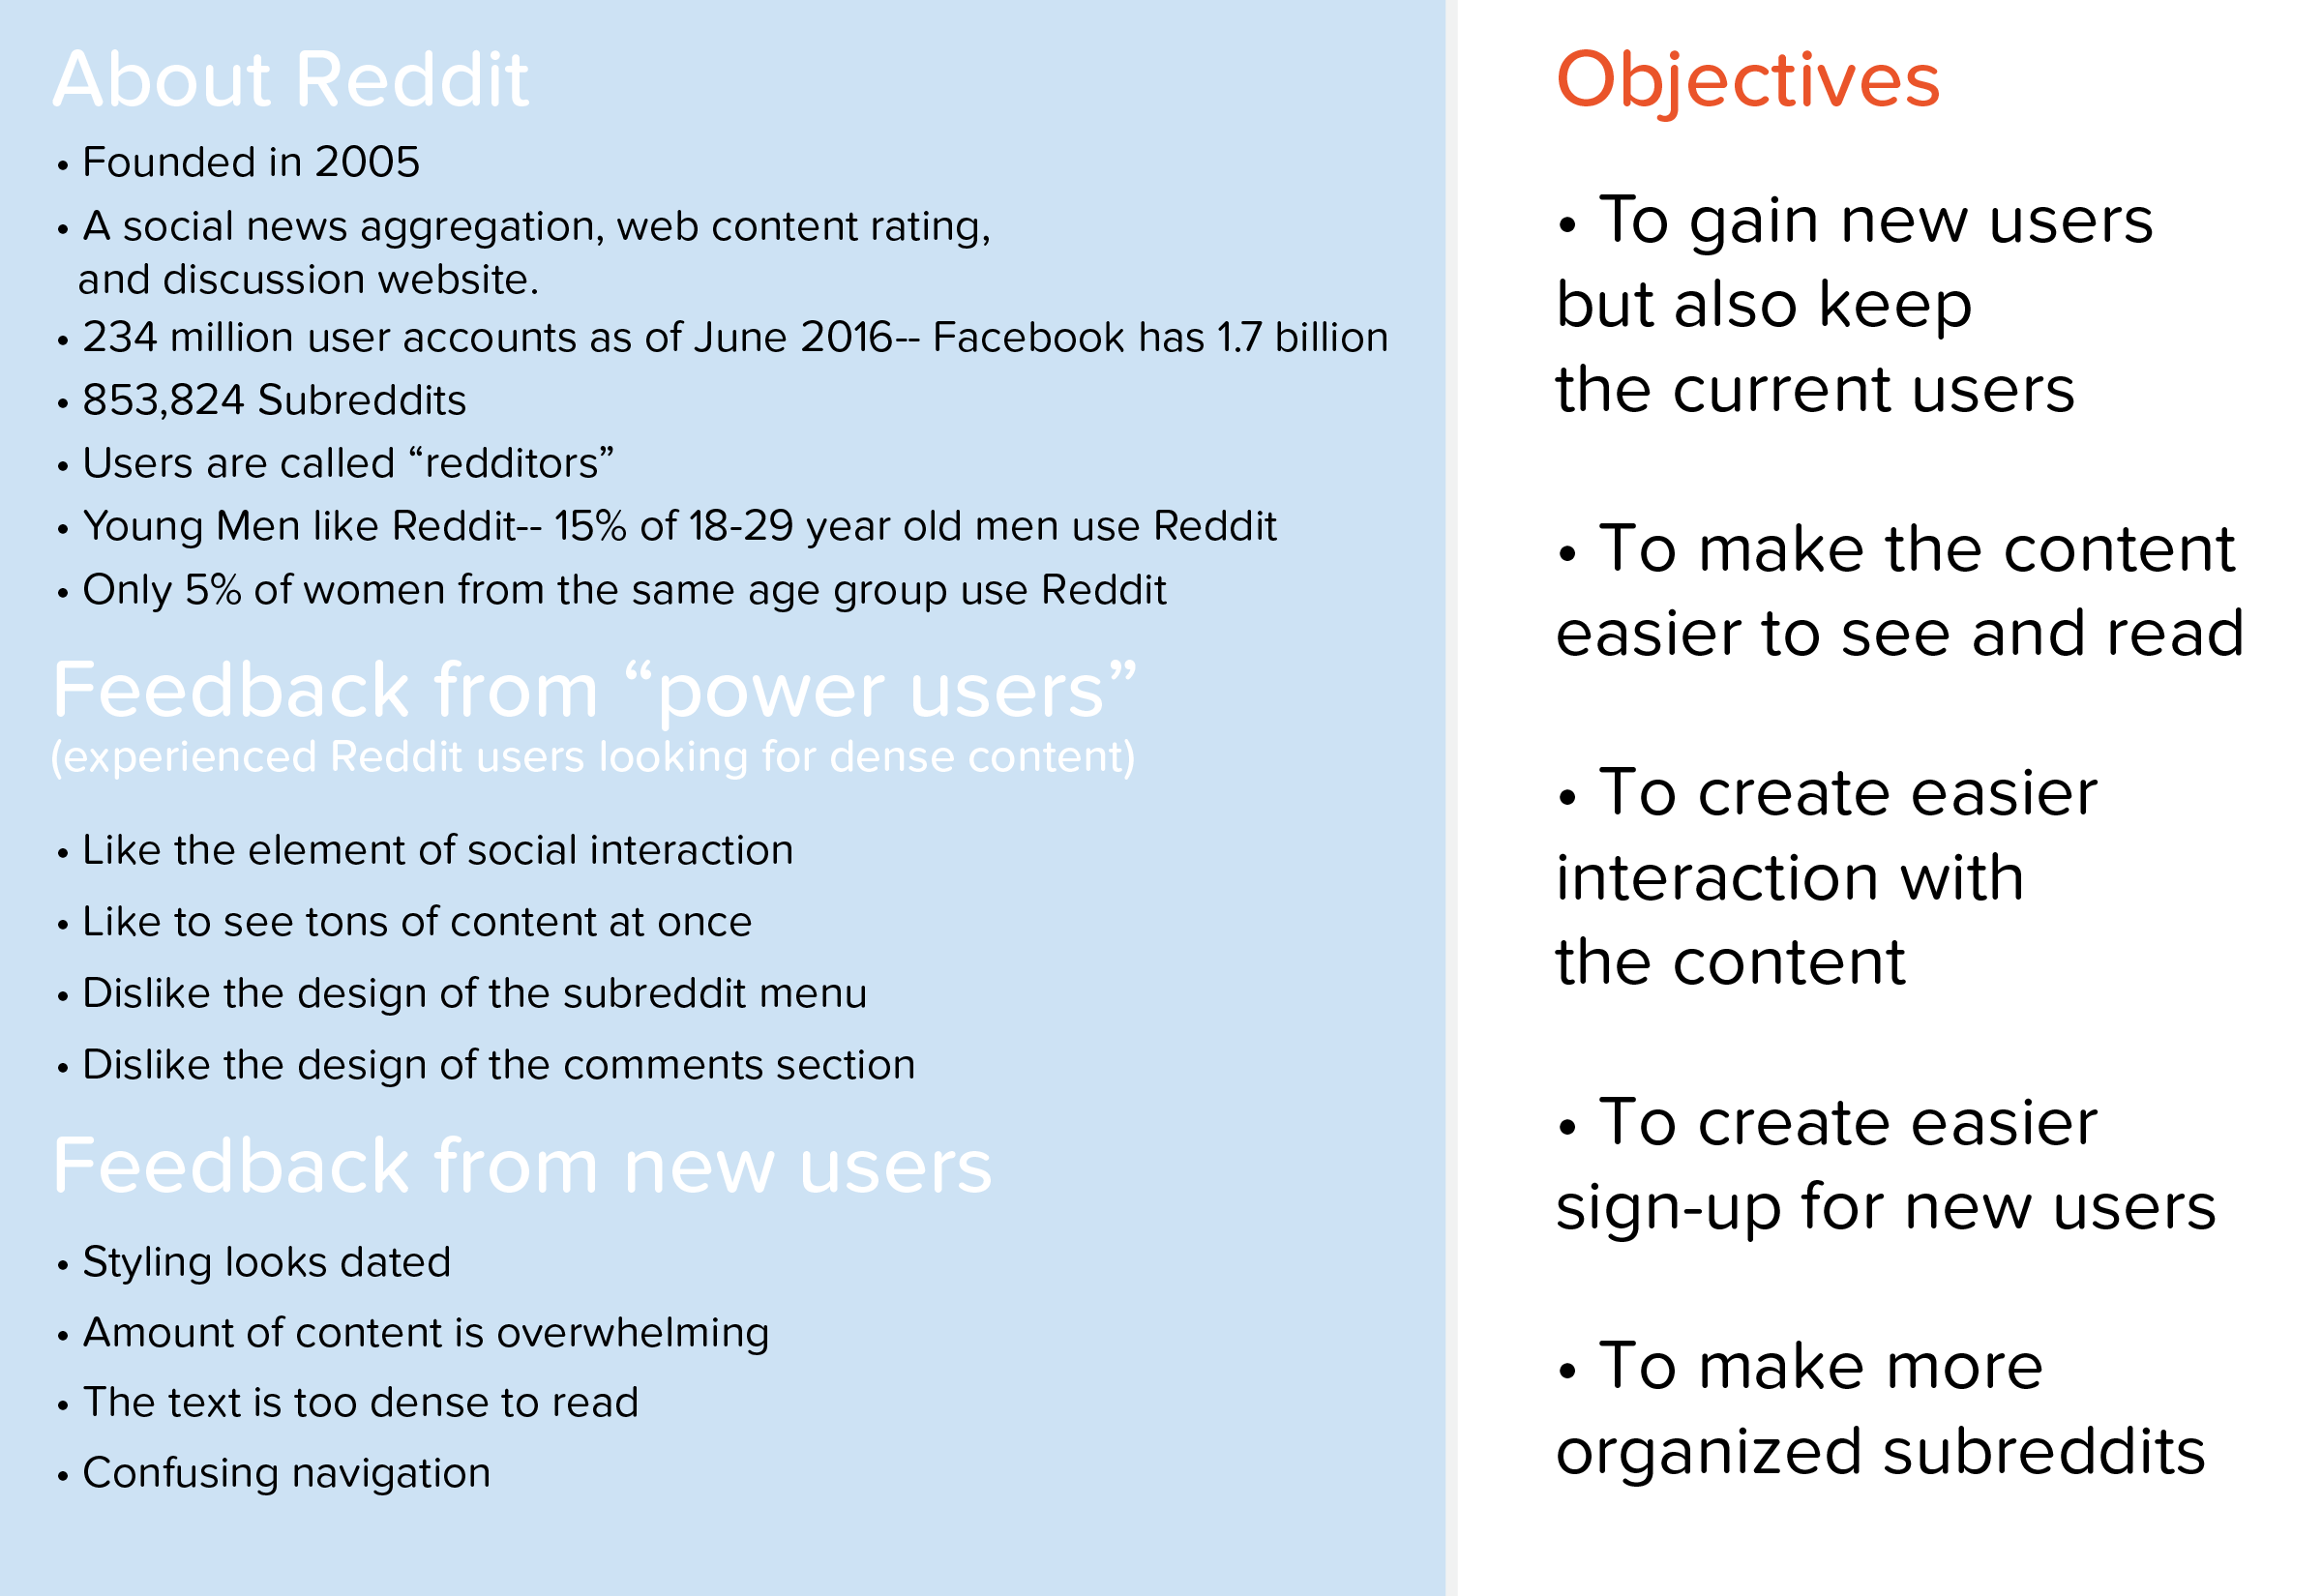 About Reddit
• Founded in 2005
• A social news aggregation, web content rating,
and discussion website.
• 234 million user accounts as of June 2016-- Facebook has 1.7 billion
• 853,824 Subreddits
• Users are called “redditors”
• Young Men like Reddit-- 15% of 18-29 year old men use Reddit
• Only 5% of women from the same age group use Reddit
Feedback from “power users”
(experienced Reddit users looking for dense content)
• Like the element of social interaction
• Like to see tons of content at once
• Dislike the design of the subreddit menu
• Dislike the design of the comments section
Feedback from new users
• Styling looks dated
• Amount of content is overwhelming
• The text is too dense to read
• Confusing navigation
Objectives
• To gain new users
but also keep
the current users
• To make the content
easier to see and read
• To create easier
interaction with
the content
• To create easier
sign-up for new users
• To make more
organized subreddits